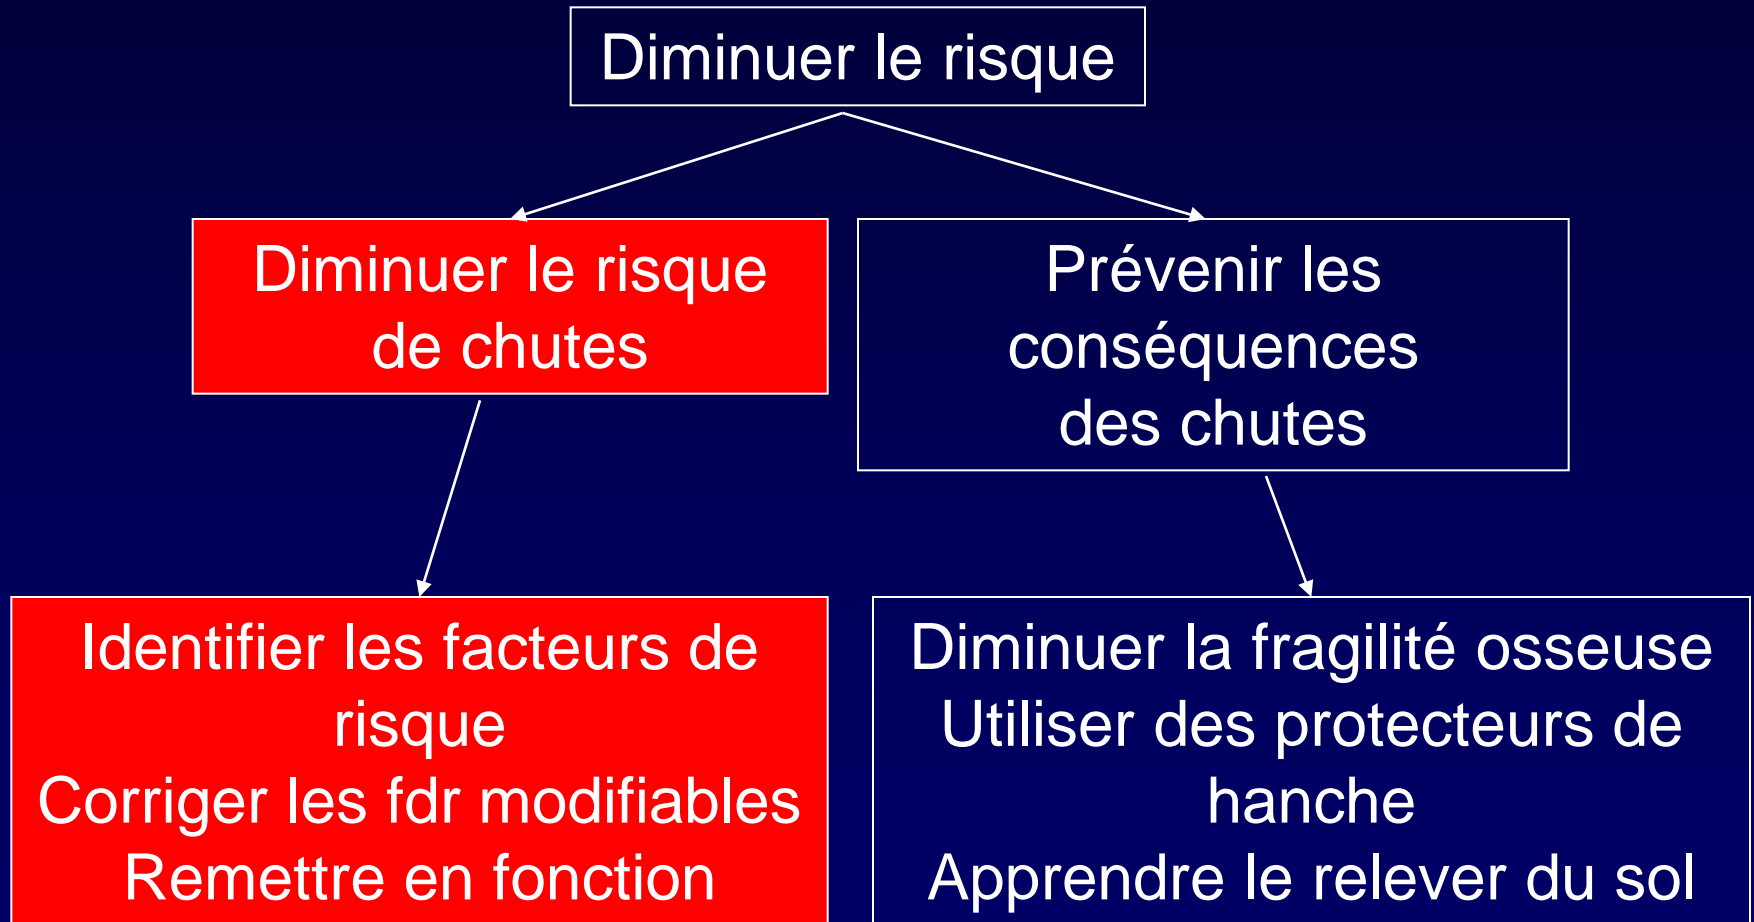 Diminuer le risque
Diminuer le risque
de chutes
Prévenir les
conséquences
des chutes
Identifier les facteurs de
risque
Corriger les fdr modifiables
Remettre en fonction
Diminuer la fragilité osseuse
Utiliser des protecteurs de
hanche
Apprendre le relever du sol